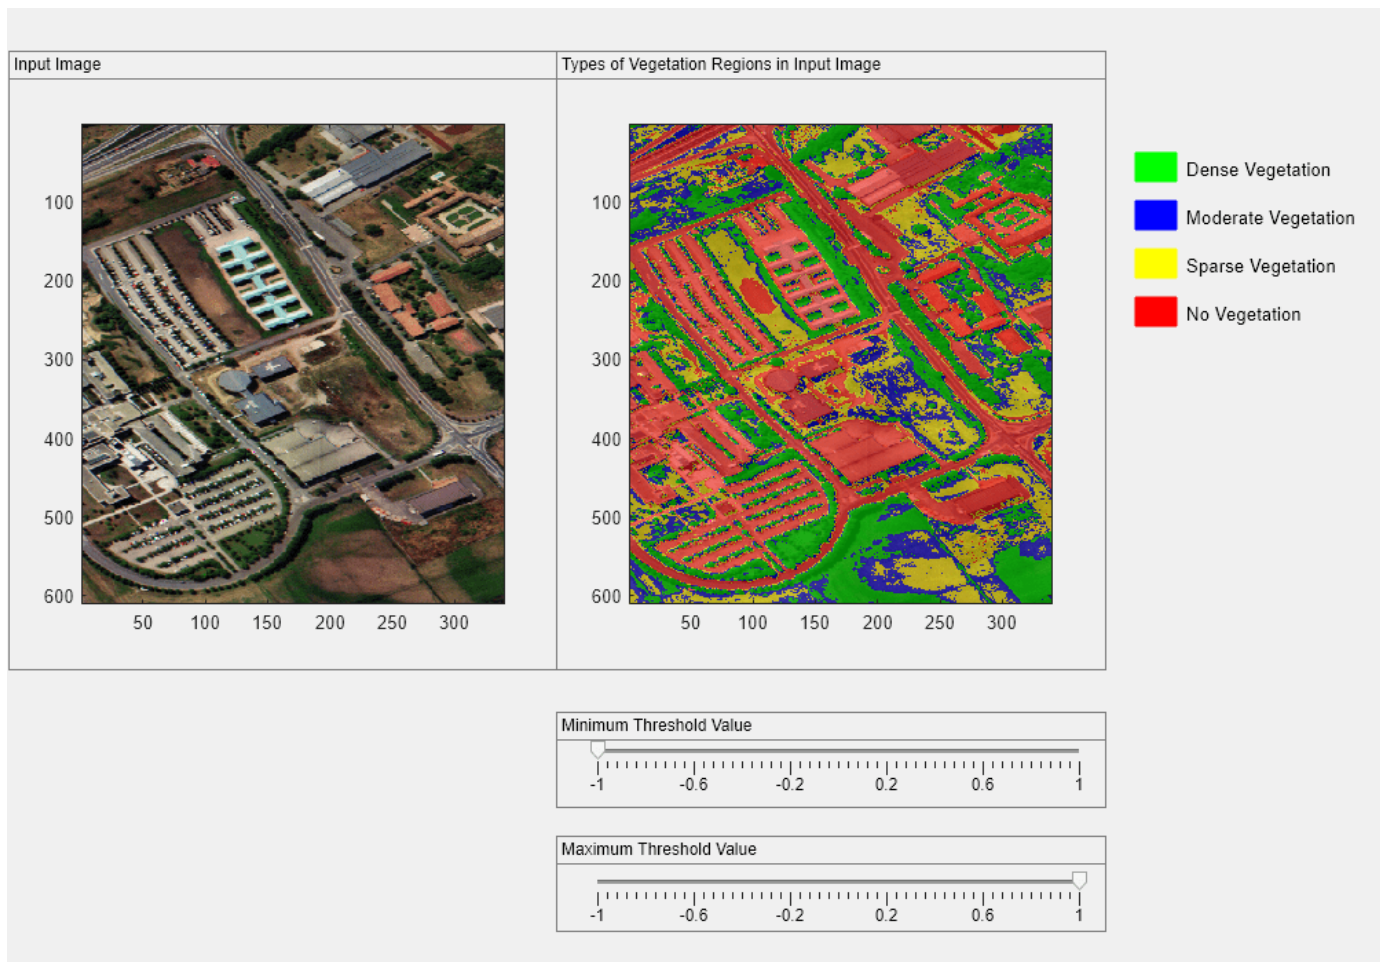 Input Image
Types of Vegetation Regions in Input Image
100
200
300
400
500
600
50 100 150 200 250 300
100
200
300
400
500
600
50 100 150 200 250 300
Dense Vegetation
Moderate Vegetation
Sparse Vegetation
No Vegetation
Minimum Threshold Value
-1 -0.6 -0.2 0.2 0.6 1
Maximum Threshold Value
-1 -0.6 -0.2 0.2 0.6 1